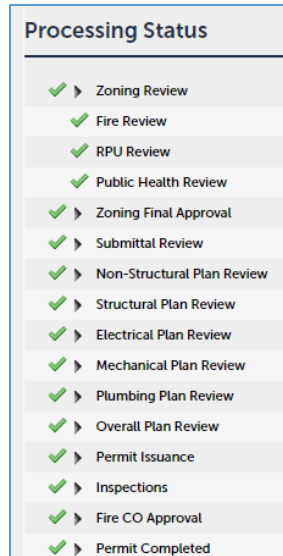 Processing Status
Zoning Review
Fire Review
RPU Review
Public Health Review
Zoning Final Approval
Submittal Review
Non-Structural Plan Review
Structural Plan Review
Electrical Plan Review
Mechanical Plan Review
Plumbing Plan Review
Overall Plan Review
Permit Issuance
Inspections
Fire CO Approval
Permit Completed